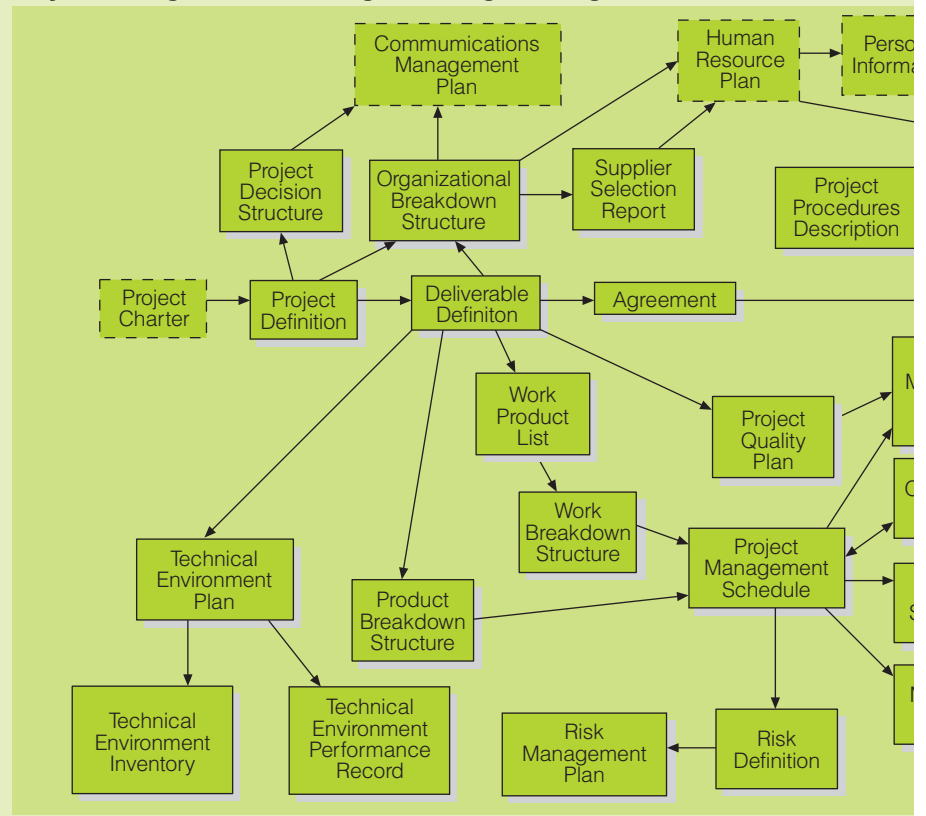 Commumications
Management
Plan
Human
Resource
Plan
Project
Decision
Structure
Organizational
Breakdown
Structure
Supplier
Selection
Report
Project
Procedures
Description
Project
Charter
Project
Definition
Deliverable
Definiton
Agreement
Work
Product
List
Project
Quality
Plan
Work
Breakdown
Structure
Project
Management
Schedule
Technical
Environment
Plan
Product
Breakdown
Structure
Technical
Environment
Inventory
Technical
Environment
Performance
Record
Risk
Management
Plan
Risk
Definition